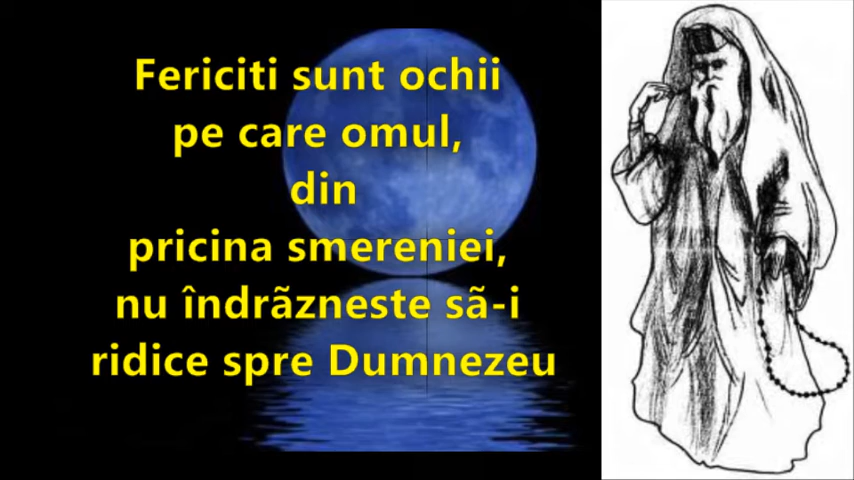 Fericiti sunt ochii
pe care omul,
din
pricina smereniei,
nu îndrãzneste sã-i
ridice spre Dumnezeu